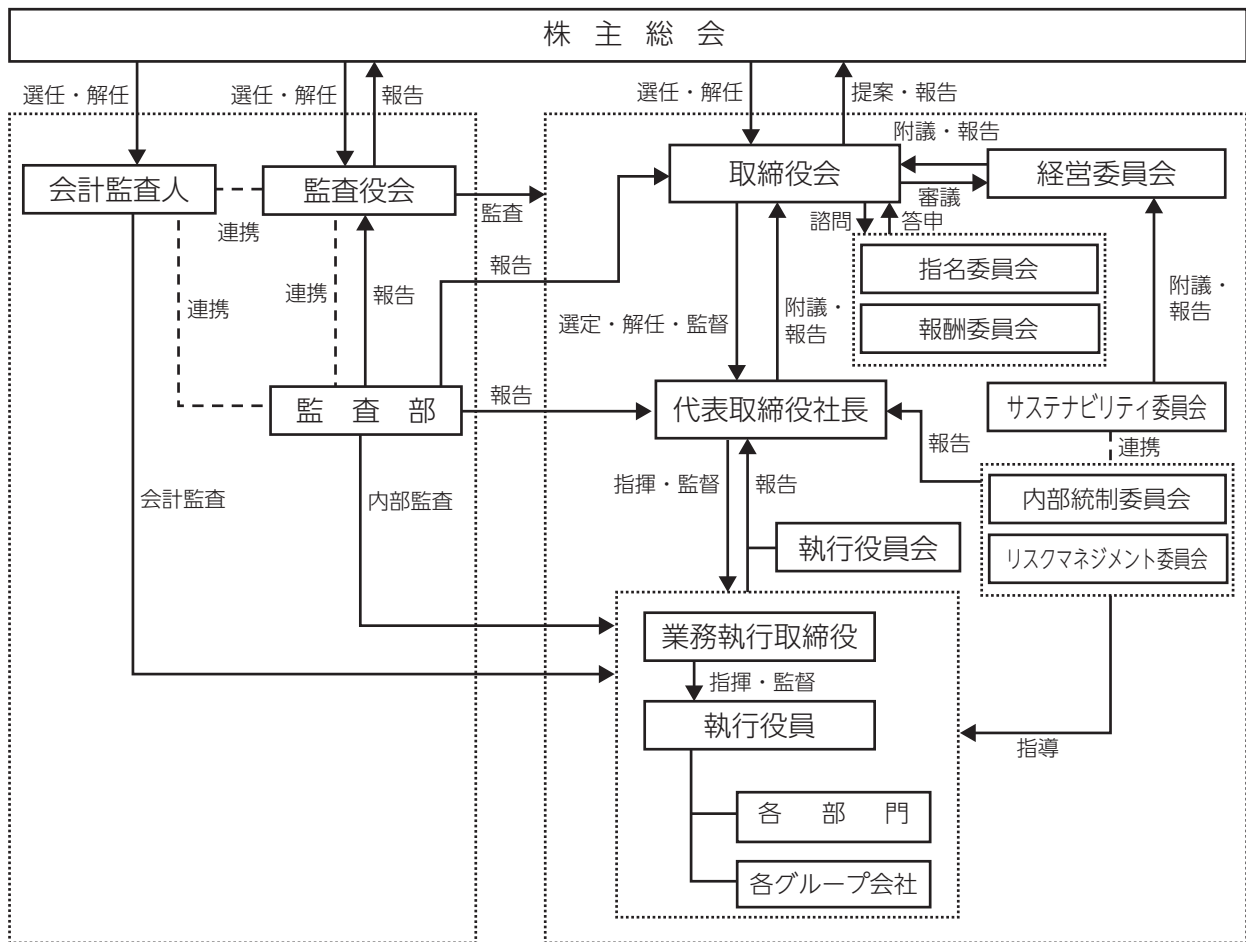 株主総会
選任・解任
選任・解任
報告
選任・解任
提案・報告
附議・報告
会計監査人
監査役会
取締役会
経営委員会
連携
監査
審議
諮問
答申
報告
指名委員会
連携
連携
報告
選定・解任・監督
附議・
報告
報酬委員会
附議・
報告
監査部
報告
代表取締役社長
サステナビリティ委員会
報告
連携
会計監査
内部監査
指揮・監督
報告
内部統制委員会
執行役員会
リスクマネジメント委員会
業務執行取締役
指揮・監督
執行役員
指導
各部門
各グループ会社